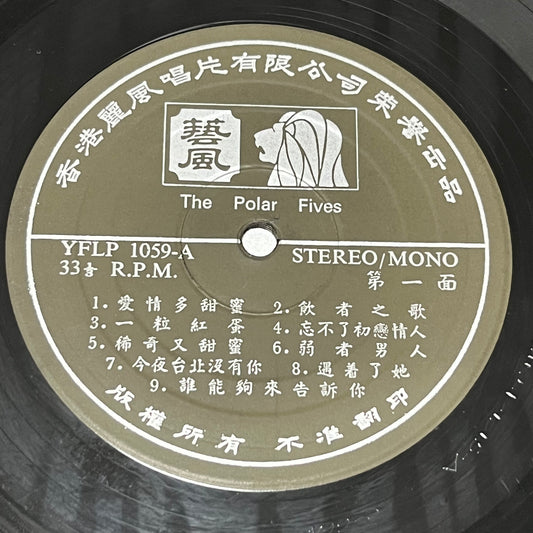 香港麗風唱片有限公司榮譽出品
藝風
The Polar Fives
YFLP 1059-A STEREO/MONO
33⅓ R.P.M. 第一面
1. 愛情多甜蜜 2. 飲者之歌
3. 一粒紅蛋 4. 忘不了初戀情人
5. 稀奇又甜蜜 6. 弱者男人
7. 今夜台北沒有你 8. 遇着了她
9. 誰能夠來告訴你
版權所有 不准翻印